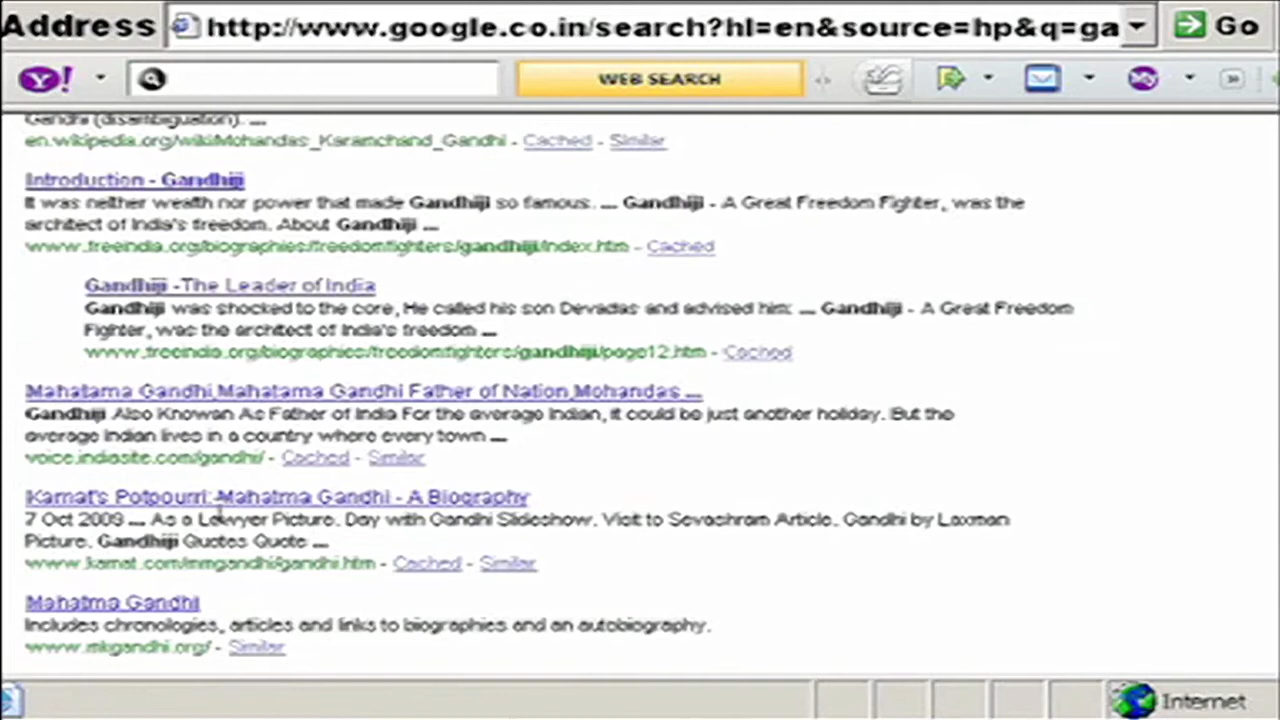 Address http://www.google.co.in/search?hl=en&source=hp&q=ga Go
Y! WEB SEARCH My »
Gandhi (disambiguation). ...
en.wikipedia.org/wiki/Mohandas_Karamchand_Gandhi - Cached - Similar
Introduction - Gandhiji
It was neither wealth nor power that made Gandhiji so famous. ... Gandhiji - A Great Freedom Fighter, was the
architect of India's freedom. About Gandhiji ...
www.freeindia.org/biographies/freedomfighters/gandhiji/index.htm - Cached
Gandhiji -The Leader of India
Gandhiji was shocked to the core, He called his son Devadas and advised him: ... Gandhiji - A Great Freedom
Fighter, was the architect of India's freedom ...
www.freeindia.org/biographies/freedomfighters/gandhiji/page12.htm - Cached
Mahatama Gandhi,Mahatama Gandhi Father of Nation,Mohandas ...
Gandhiji Also Knowan As Father of India For the average Indian, it could be just another holiday. But the
average Indian lives in a country where every town ...
voice.indiasite.com/gandhi/ - Cached - Similar
Kamat's Potpourri: Mahatma Gandhi - A Biography
7 Oct 2009 ... As a Lawyer Picture. Day with Gandhi Slideshow. Visit to Sevashram Article. Gandhi by Laxman
Picture. Gandhiji Quotes Quote ...
www.kamat.com/mmgandhi/gandhi.htm - Cached - Similar
Mahatma Gandhi
Includes chronologies, articles and links to biographies and an autobiography.
www.mkgandhi.org/ - Similar
Internet